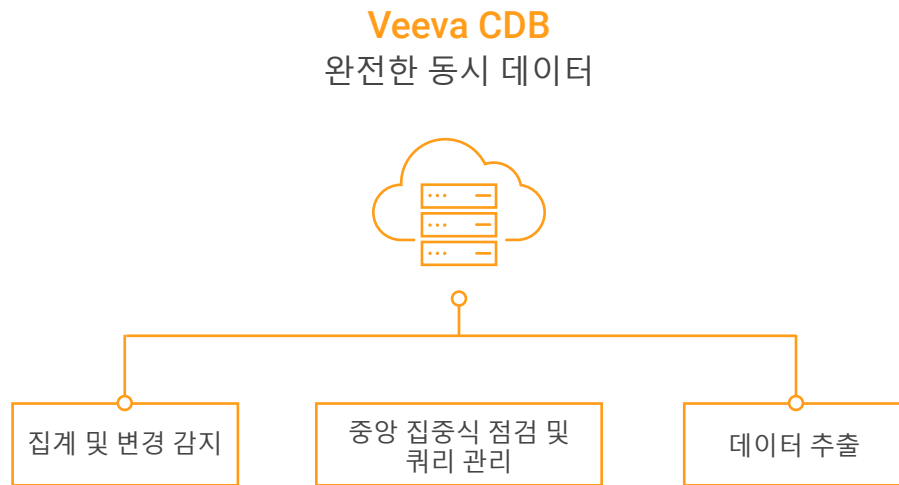 Veeva CDB
완전한 동시 데이터
집계 및 변경 감지
중앙 집중식 점검 및
쿼리 관리
데이터 추출